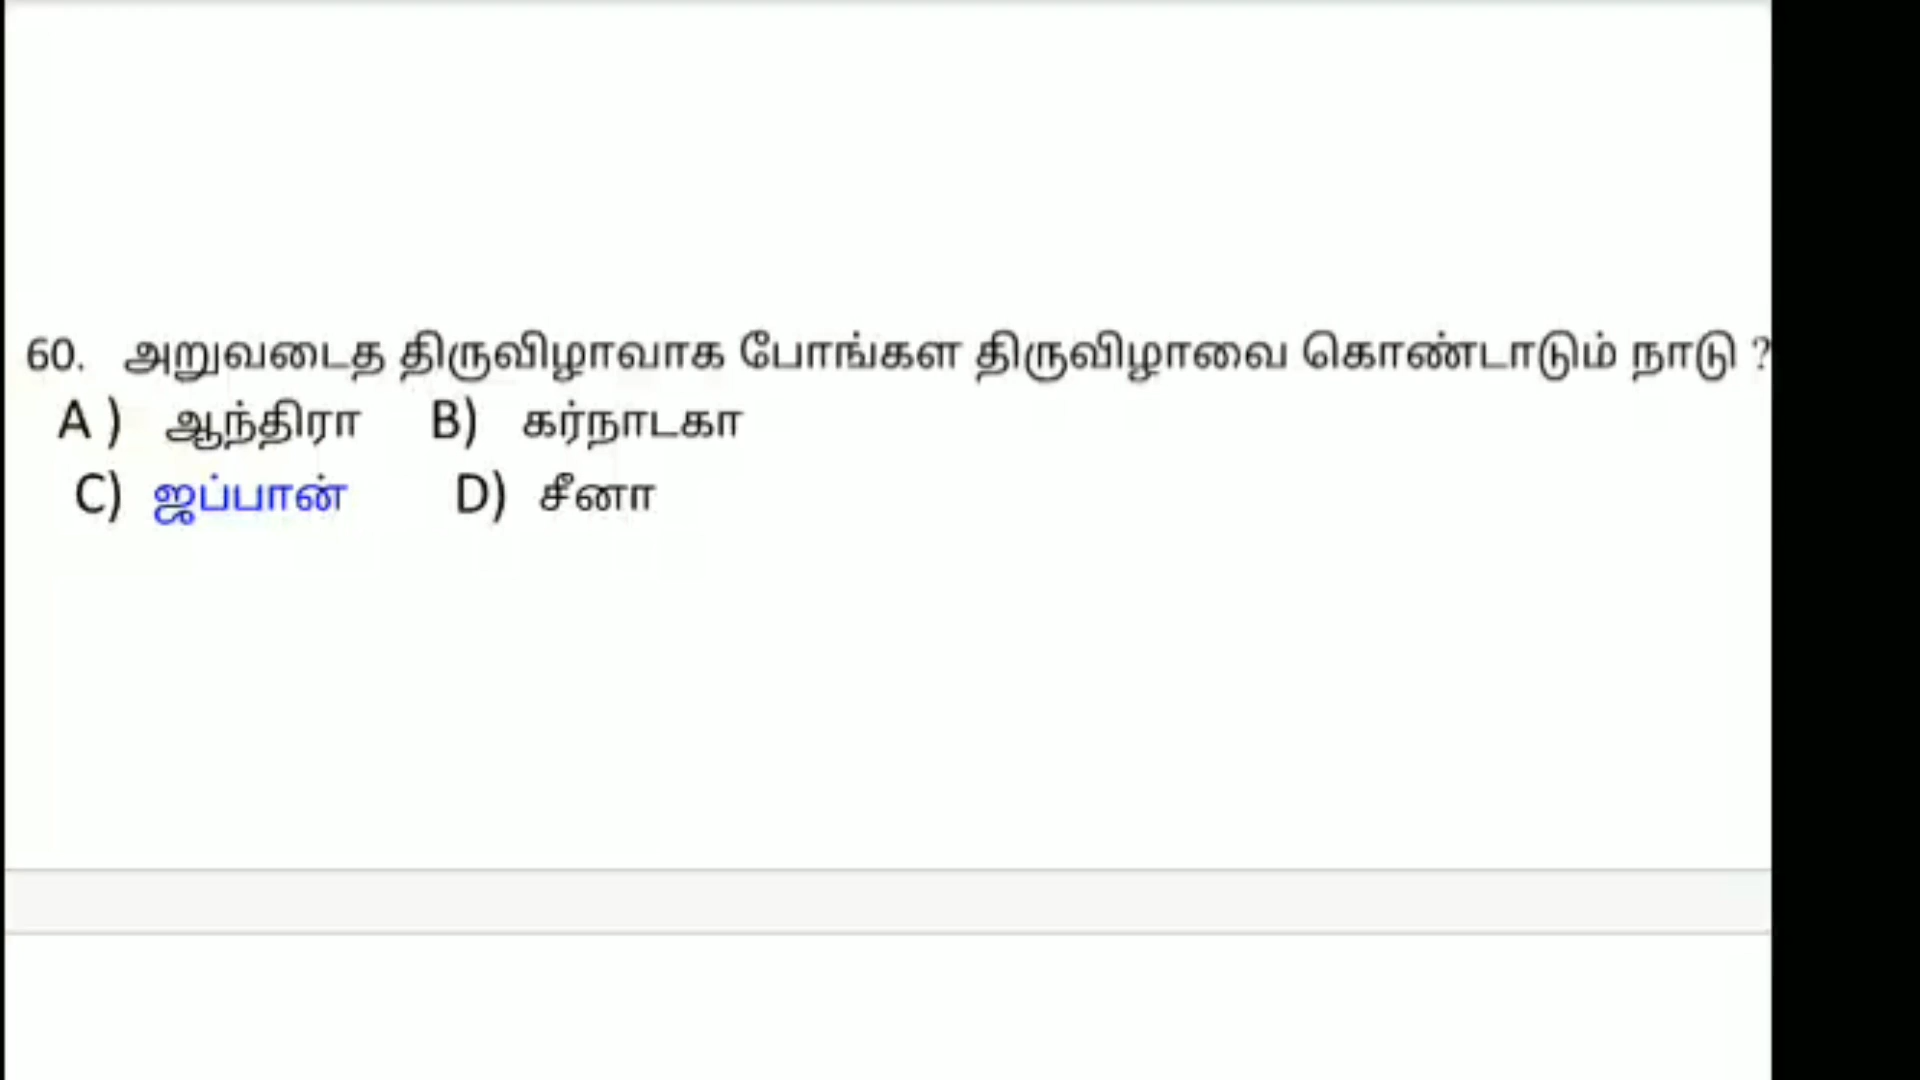 60. அறுவடைத திருவிழாவாக போங்கள திருவிழாவை கொண்டாடும் நாடு ?
A ) ஆந்திரா B) கர்நாடகா
C) ஜப்பான் D) சீனா